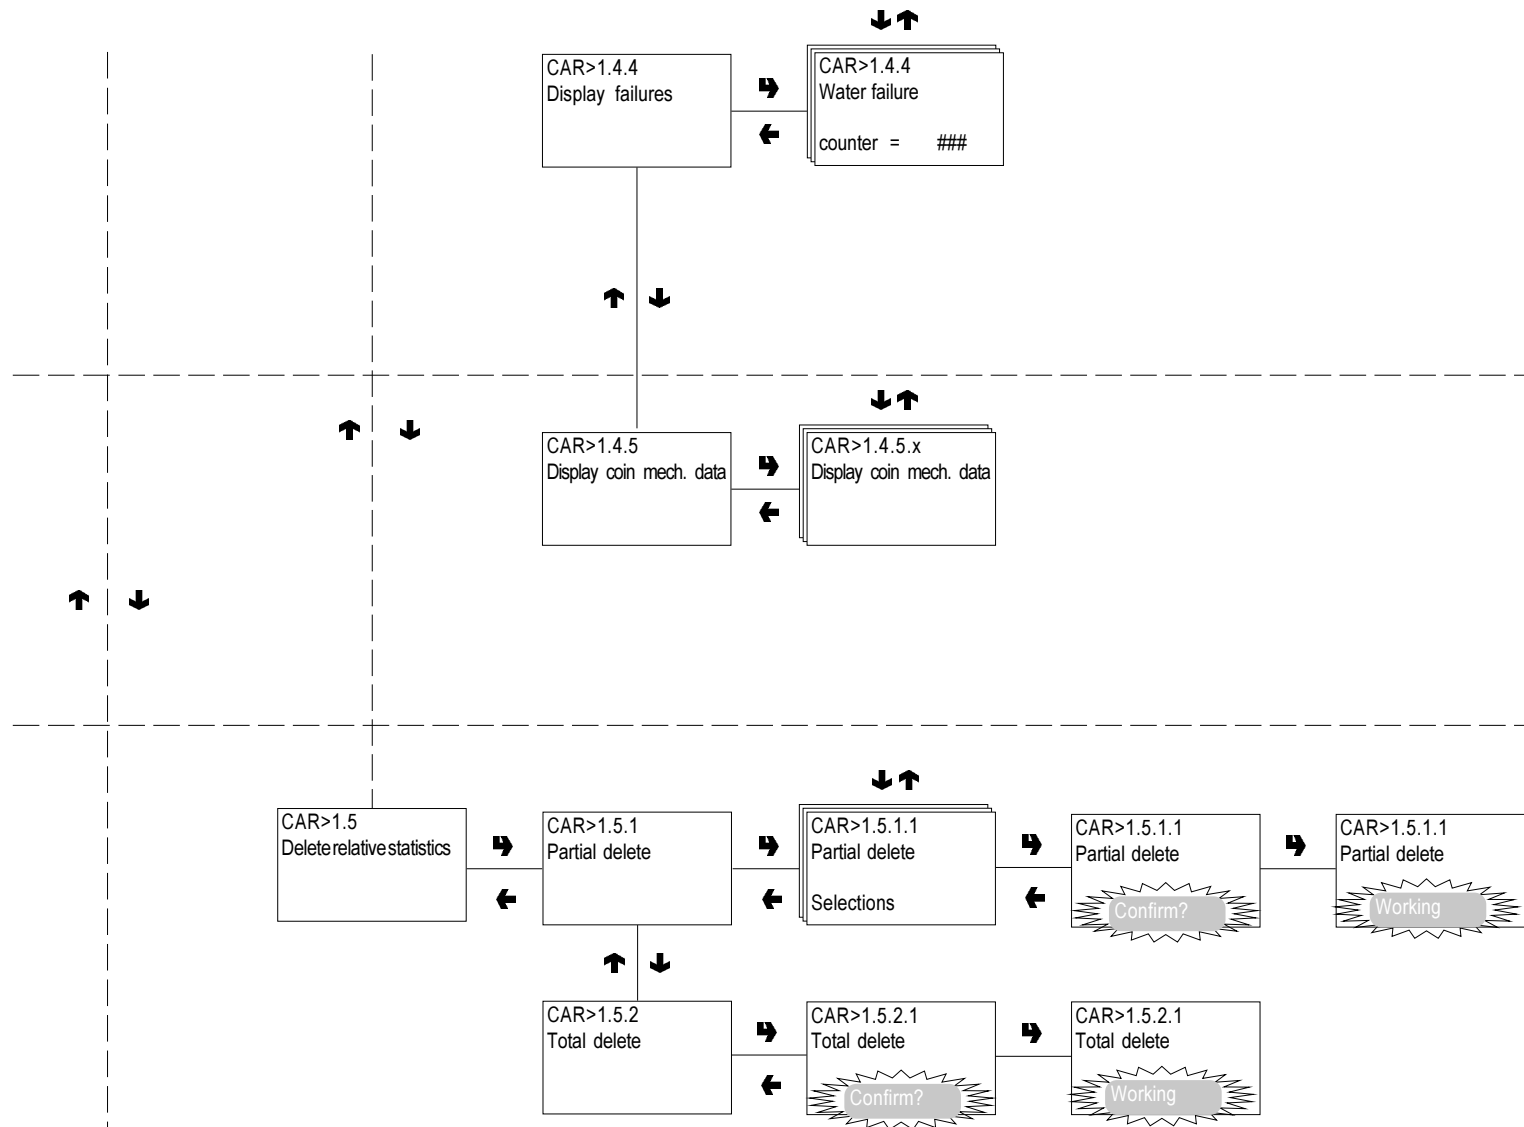 CAR>1.4.4
Display failures
CAR>1.4.4
Water failure
counter = ###
CAR>1.4.5
Display coin mech. data
CAR>1.4.5.x
Display coin mech. data
CAR>1.5
Delete relative statistics
CAR>1.5.1
Partial delete
CAR>1.5.1.1
Partial delete
Selections
CAR>1.5.1.1
Partial delete
Confirm?
CAR>1.5.1.1
Partial delete
Working
CAR>1.5.2
Total delete
CAR>1.5.2.1
Total delete
Confirm?
CAR>1.5.2.1
Total delete
Working